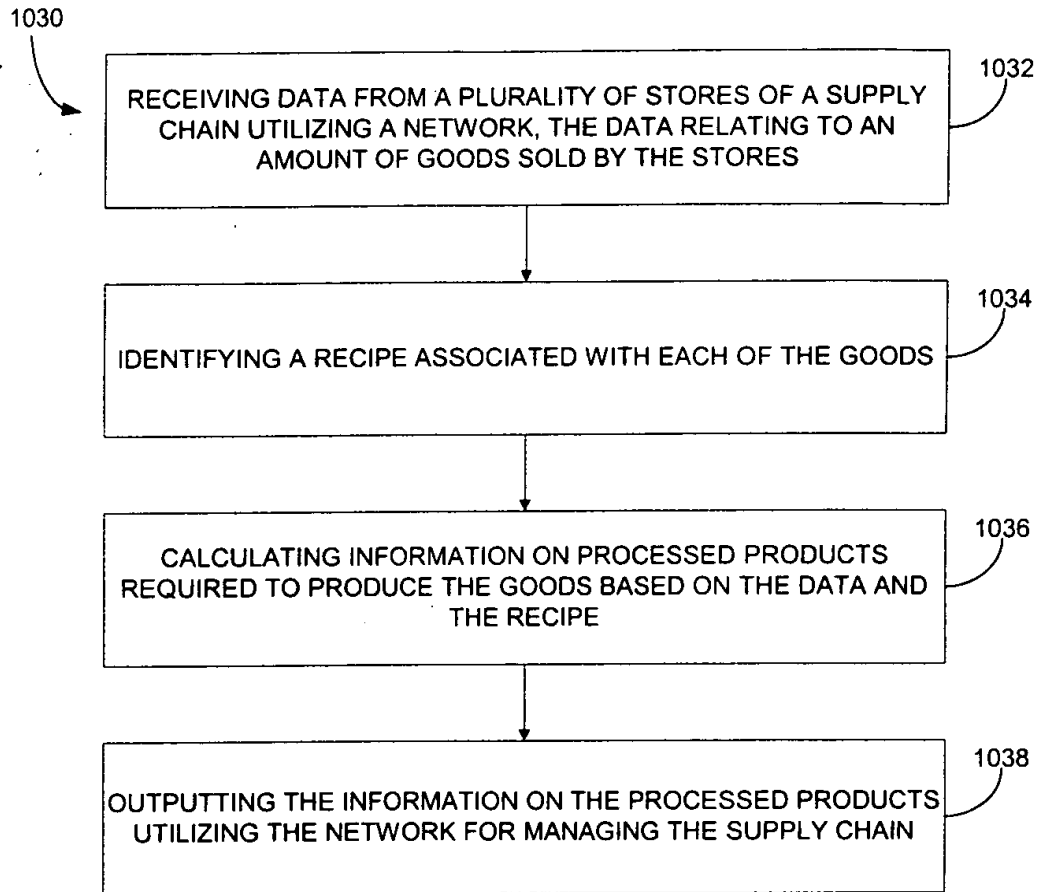 1030
1032
RECEIVING DATA FROM A PLURALITY OF STORES OF A SUPPLY
CHAIN UTILIZING A NETWORK, THE DATA RELATING TO AN
AMOUNT OF GOODS SOLD BY THE STORES
1034
IDENTIFYING A RECIPE ASSOCIATED WITH EACH OF THE GOODS
1036
CALCULATING INFORMATION ON PROCESSED PRODUCTS
REQUIRED TO PRODUCE THE GOODS BASED ON THE DATA AND
THE RECIPE
1038
OUTPUTTING THE INFORMATION ON THE PROCESSED PRODUCTS
UTILIZING THE NETWORK FOR MANAGING THE SUPPLY CHAIN